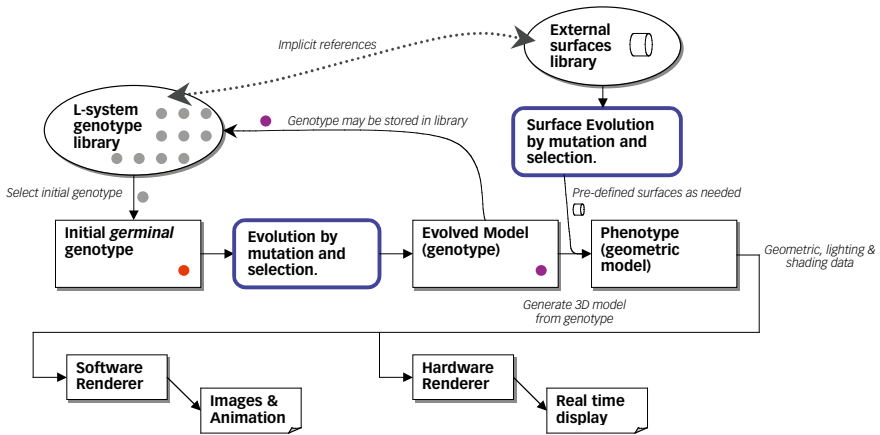 Implicit references
External
surfaces
library
L-system
genotype
library
Genotype may be stored in library
Surface Evolution
by mutation and
selection.
Select initial genotype
Pre-defined surfaces as needed
Initial germinal
genotype
Evolution by
mutation and
selection.
Evolved Model
(genotype)
Phenotype
(geometric
model)
Geometric, lighting &
shading data
Generate 3D model
from genotype
Software
Renderer
Images &
Animation
Hardware
Renderer
Real time
display